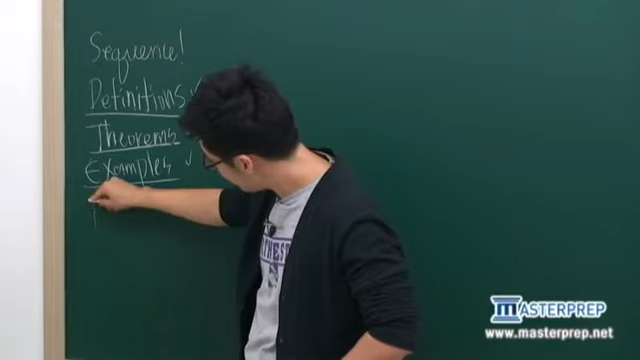 Sequence!
Definitions ✓
Theorems
Examples ✓
MASTERPREP
www.masterprep.net